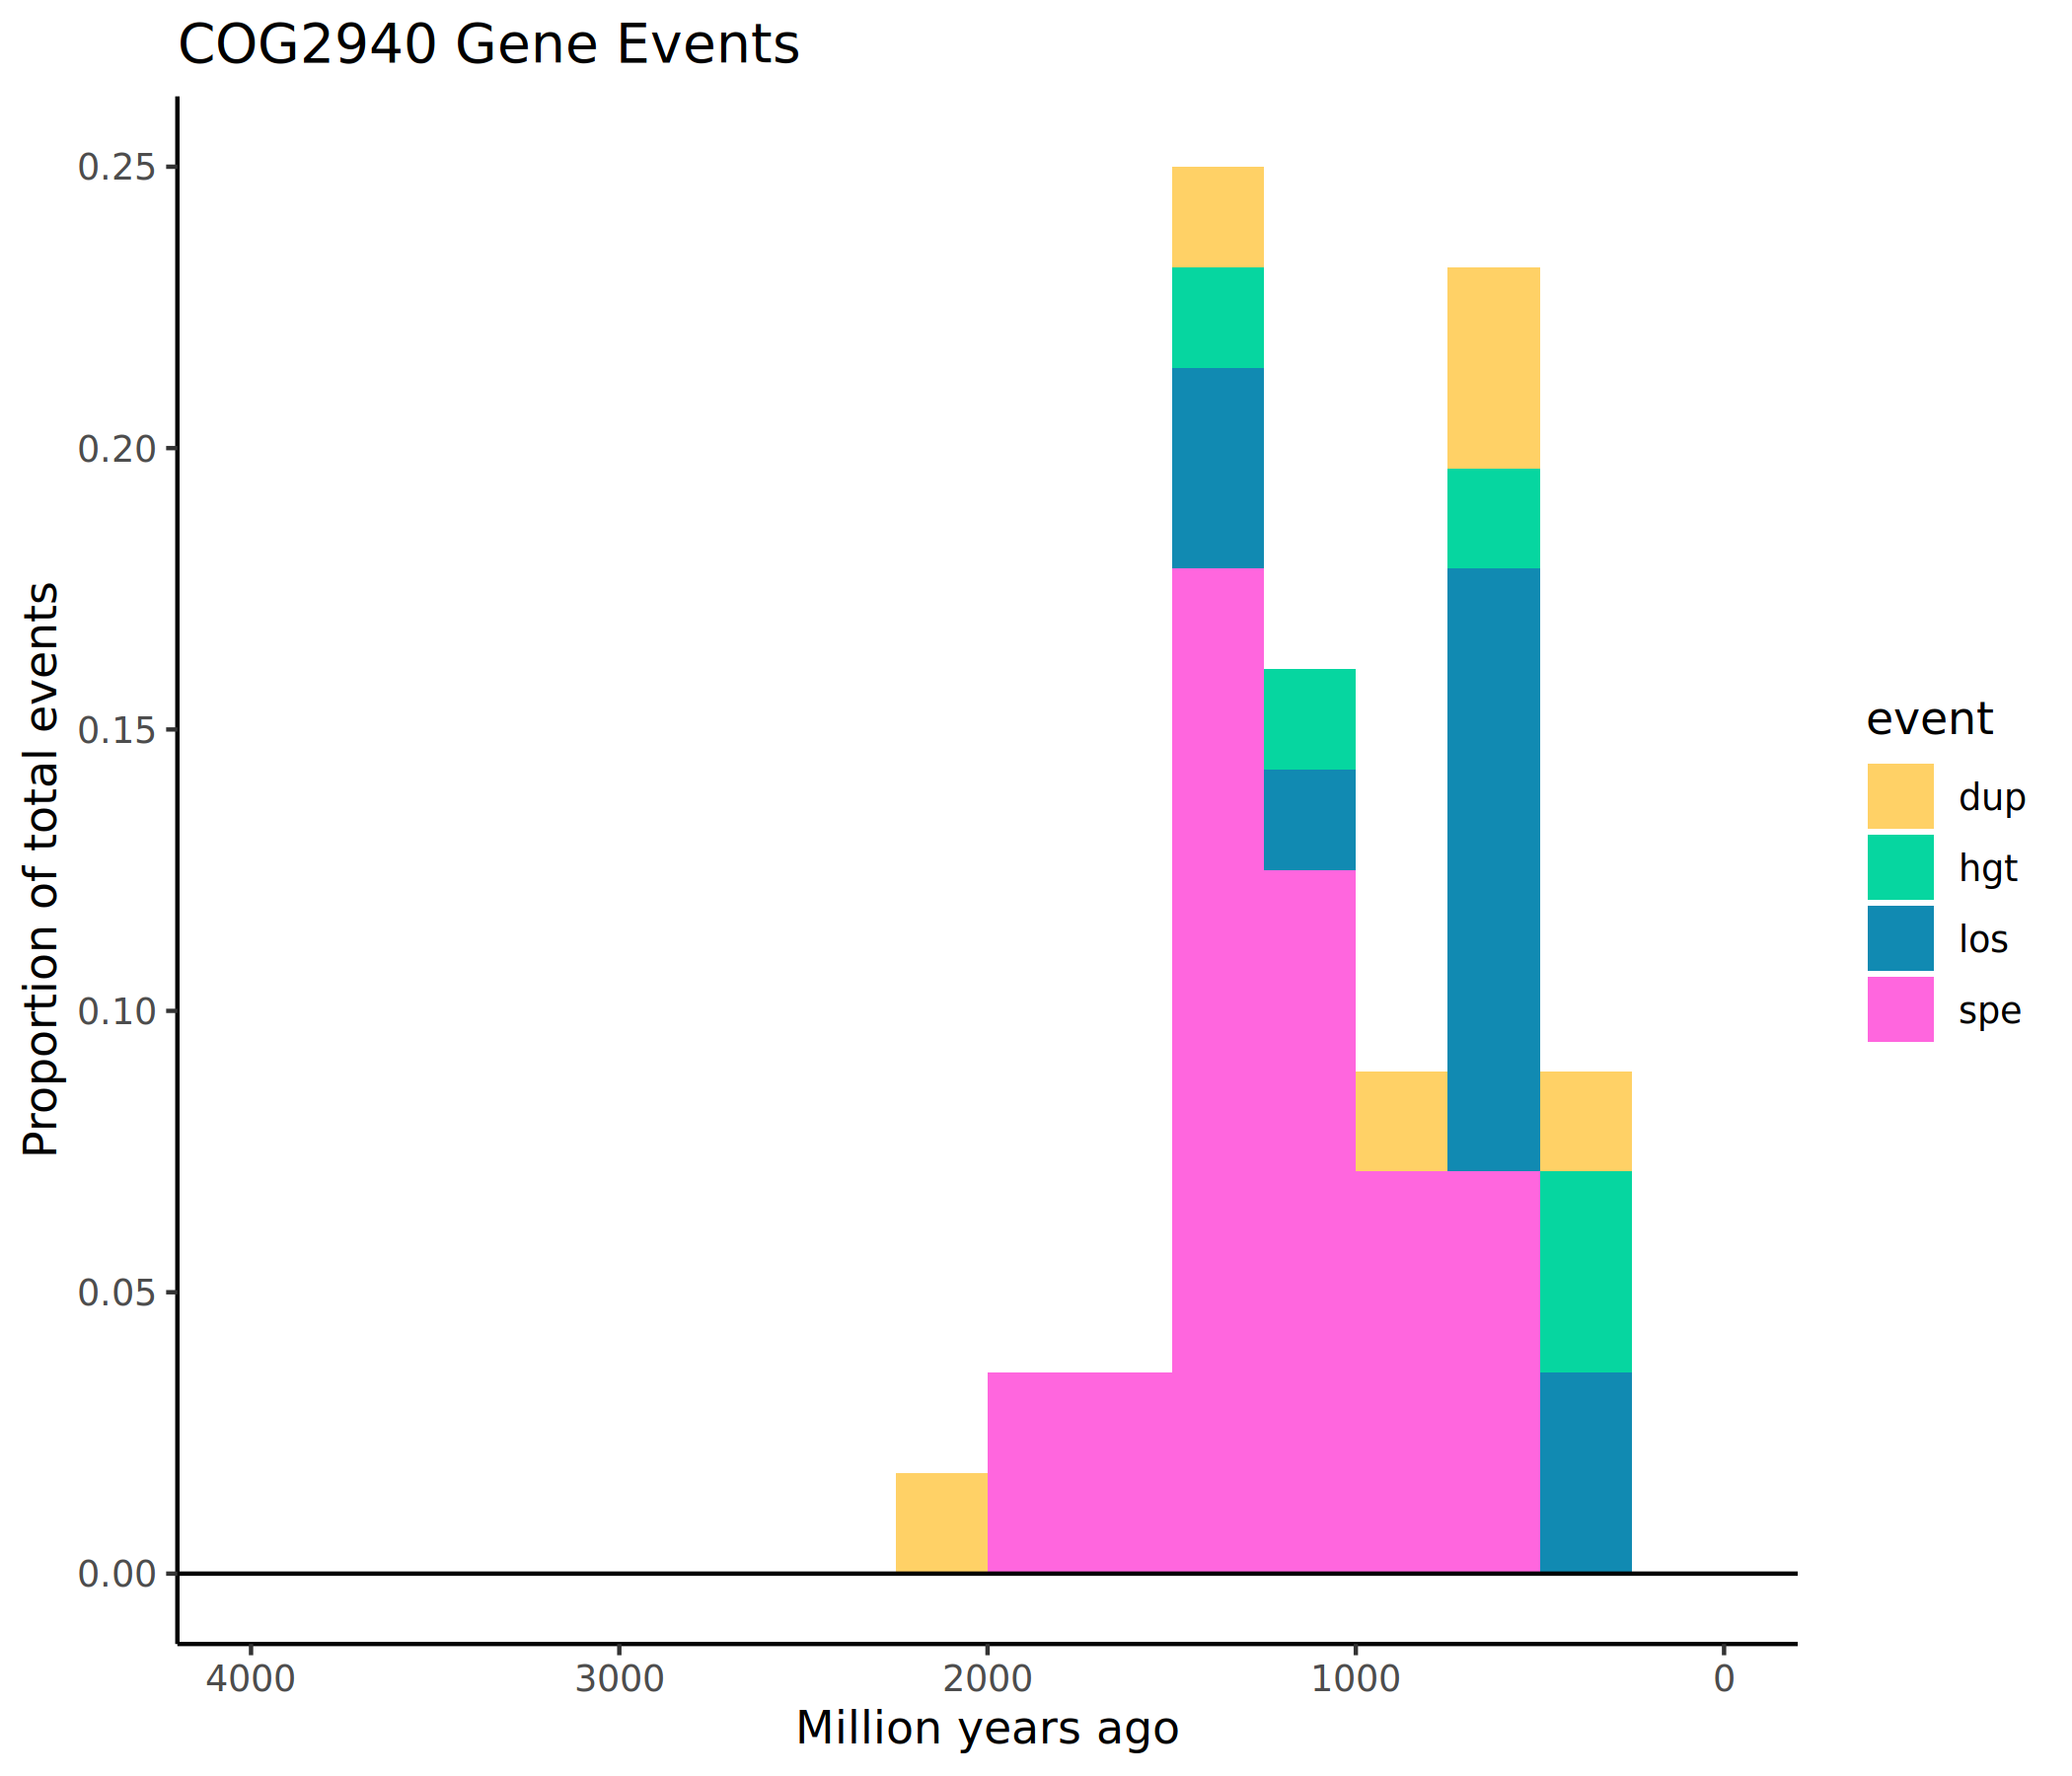 COG2940 Gene Events
Proportion of total events
0.25
0.20
0.15
0.10
0.05
0.00
4000 3000 2000 1000 0
Million years ago
event
dup
hgt
los
spe